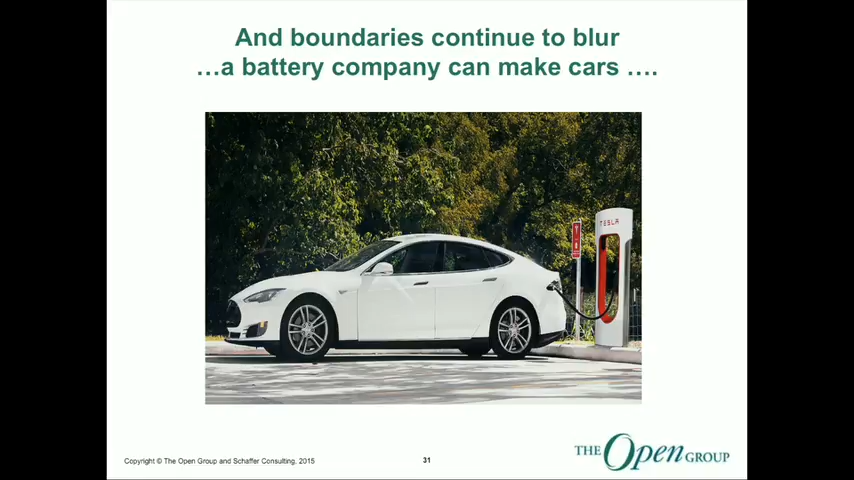 And boundaries continue to blur
…a battery company can make cars ….
TESLA
Copyright © The Open Group and Schaffer Consulting, 2015
31
THE Open GROUP